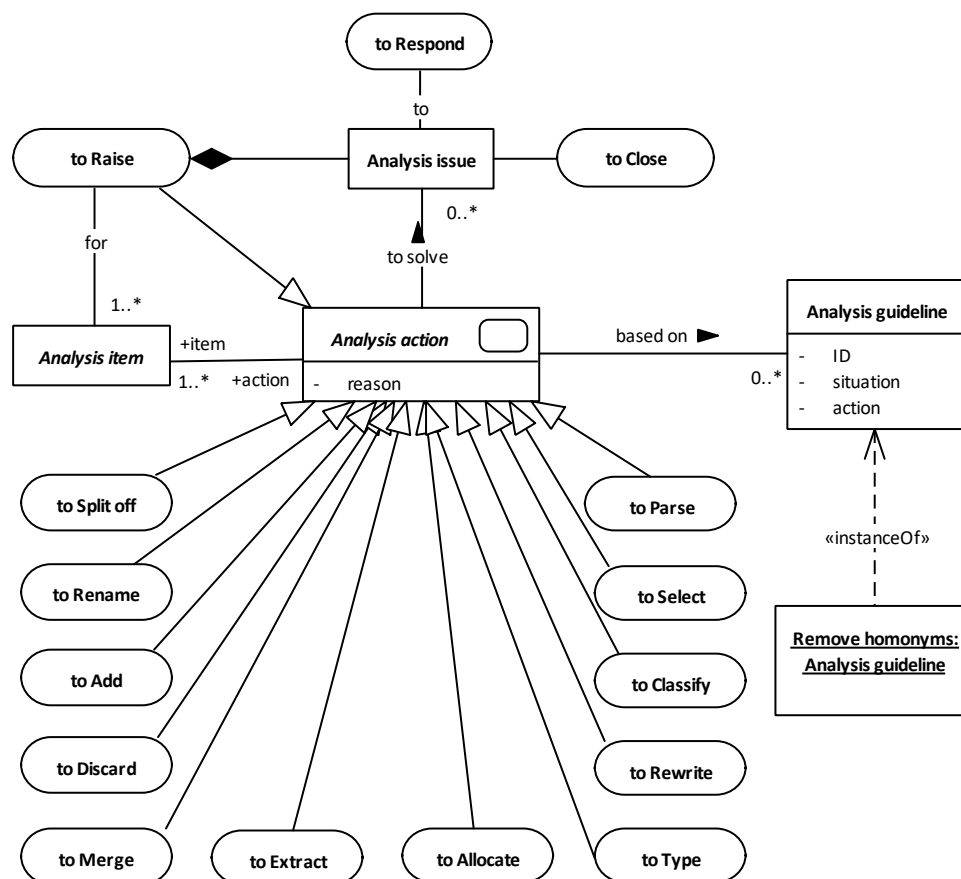 to Respond
to
to Raise
Analysis issue
to Close
0..*
for
to solve
1..*
Analysis item
+item
1..*
+action
Analysis action
- reason
based on
0..*
Analysis guideline
- ID
- situation
- action
to Split off
to Parse
«instanceOf»
to Rename
to Select
Remove homonyms:
Analysis guideline
to Add
to Classify
to Discard
to Rewrite
to Merge
to Extract
to Allocate
to Type